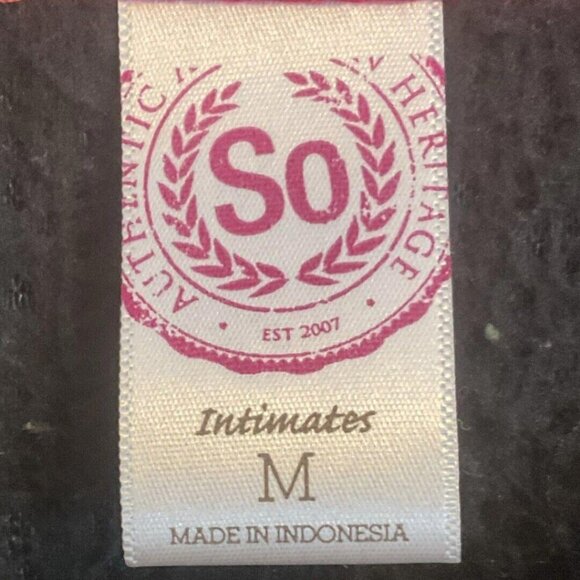 AUTHENTIC
HERITAGE
So
EST 2007
Intimates
M
MADE IN INDONESIA